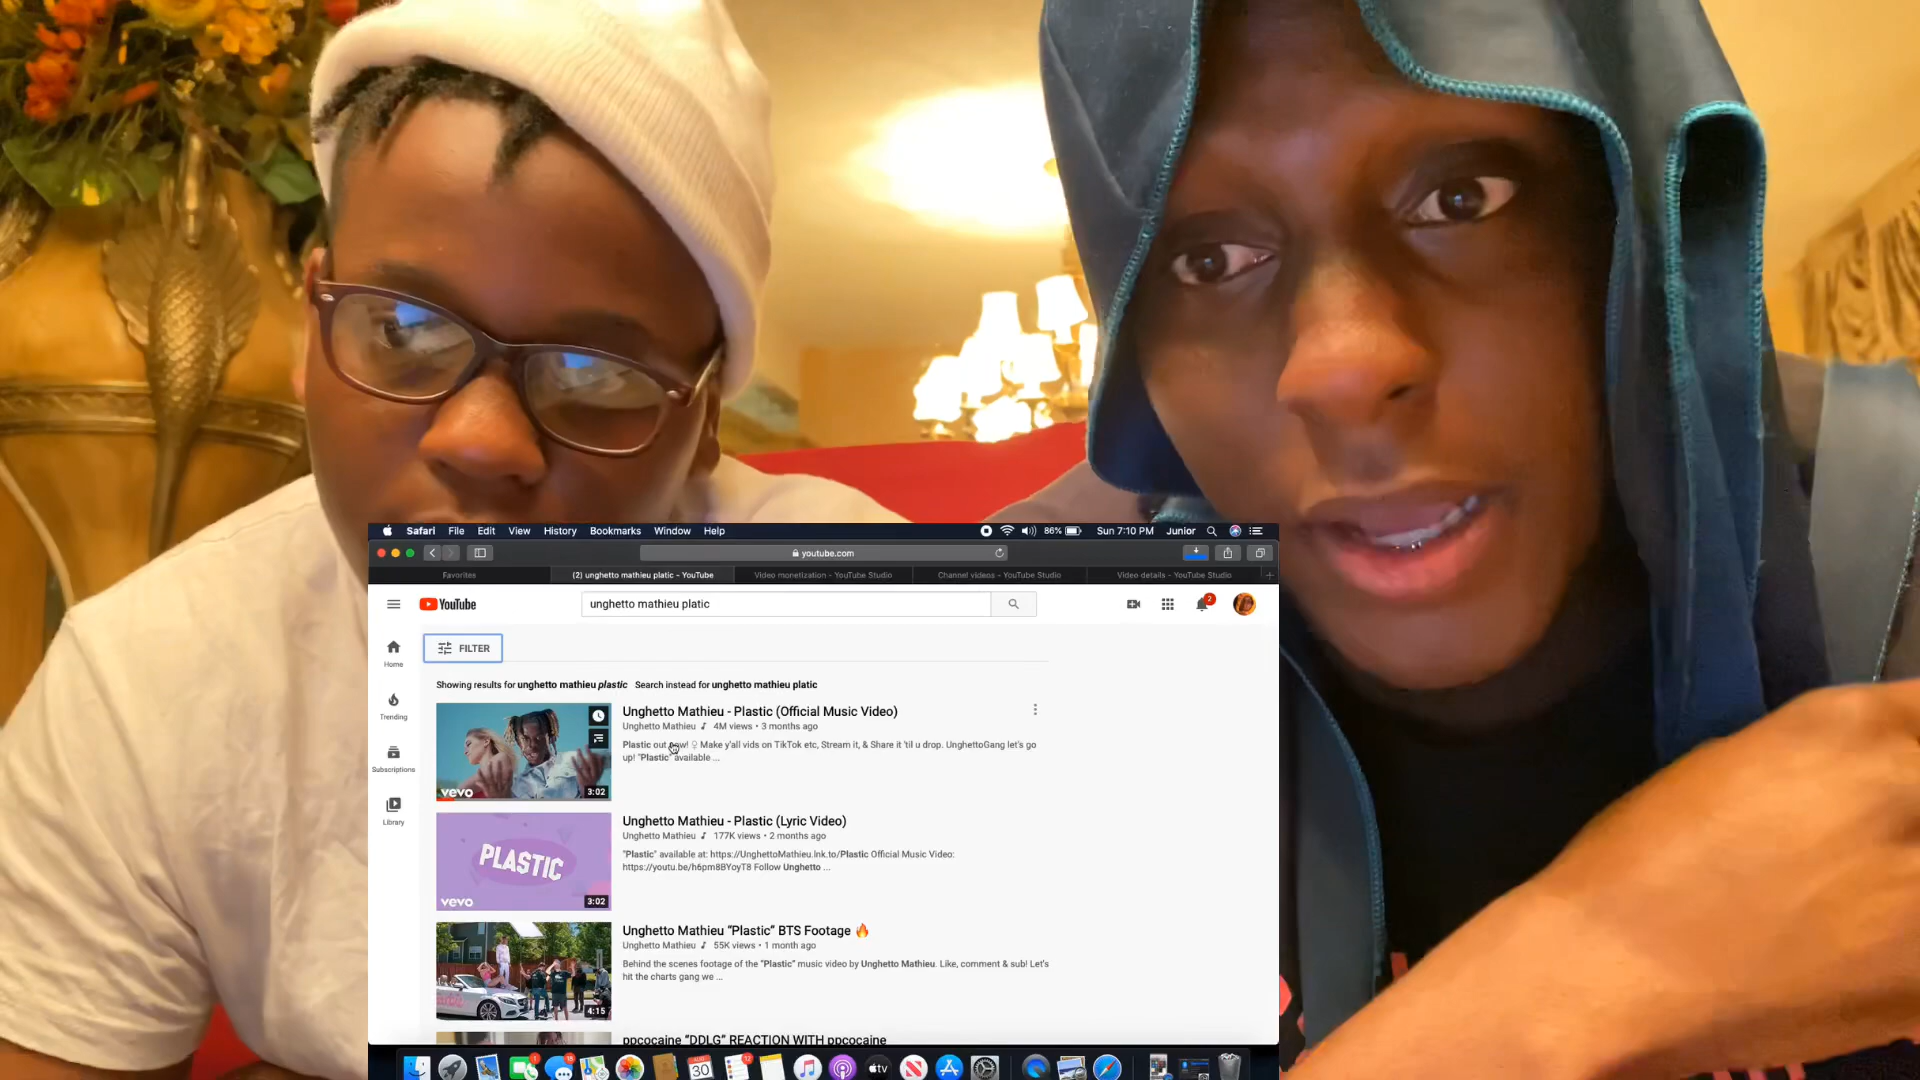 Safari File Edit View History Bookmarks Window Help 86% Sun 7:10 PM Junior
youtube.com
Favorites (2) unghetto mathieu platic – YouTube Video monetization - YouTube Studio Channel videos - YouTube Studio Video details - YouTube Studio
YouTube unghetto mathieu platic 2
FILTER
Home
Trending
Subscriptions
Library
Showing results for unghetto mathieu plastic Search instead for unghetto mathieu platic
Unghetto Mathieu - Plastic (Official Music Video)
Unghetto Mathieu 4M views • 3 months ago
Plastic out now! Make y'all vids on TikTok etc, Stream it, & Share it 'til u drop. UnghettoGang let's go
up! "Plastic" available ...
vevo 3:02
Unghetto Mathieu - Plastic (Lyric Video)
Unghetto Mathieu 177K views • 2 months ago
"Plastic" available at: https://UnghettoMathieu.lnk.to/Plastic Official Music Video:
https://youtu.be/h6pm8BYoyT8 Follow Unghetto ...
PLASTIC
vevo 3:02
Unghetto Mathieu “Plastic” BTS Footage 🔥
Unghetto Mathieu 55K views • 1 month ago
Behind the scenes footage of the "Plastic" music video by Unghetto Mathieu. Like, comment & sub! Let's
hit the charts gang we ...
4:15
ppcocaine “DDLG” REACTION WITH ppcocaine
AUG
30
tv